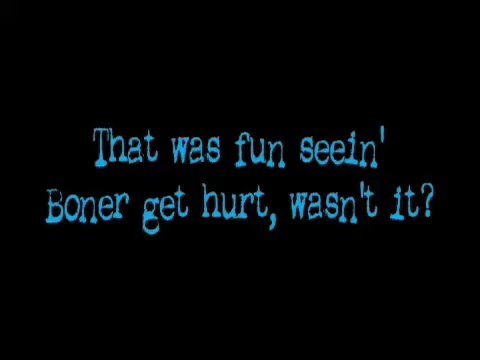 That was fun seein'
Boner get hurt, wasn't it?